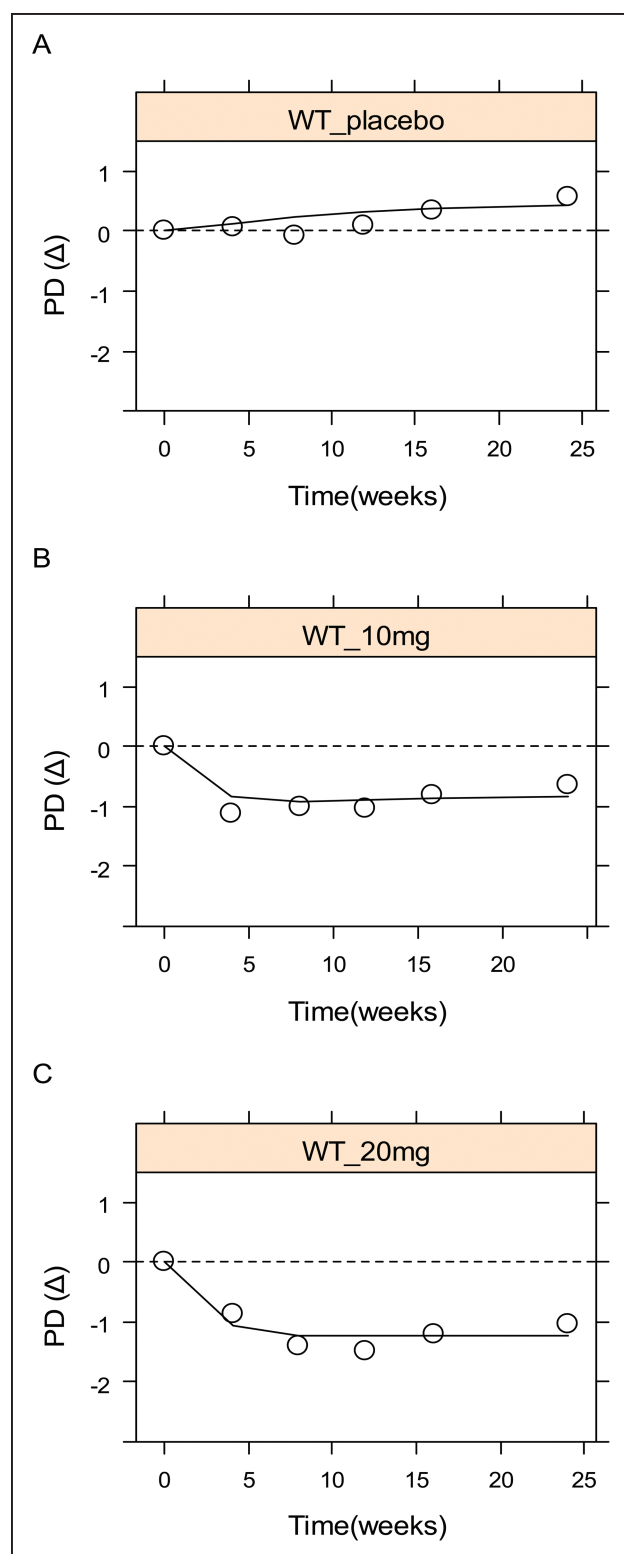 A
WT_placebo
1
0
-1
-2
PD (Δ)
0 5 10 15 20 25
Time(weeks)
B
WT_10mg
1
0
-1
-2
PD (Δ)
0 5 10 15 20
Time(weeks)
C
WT_20mg
1
0
-1
-2
PD (Δ)
0 5 10 15 20 25
Time(weeks)